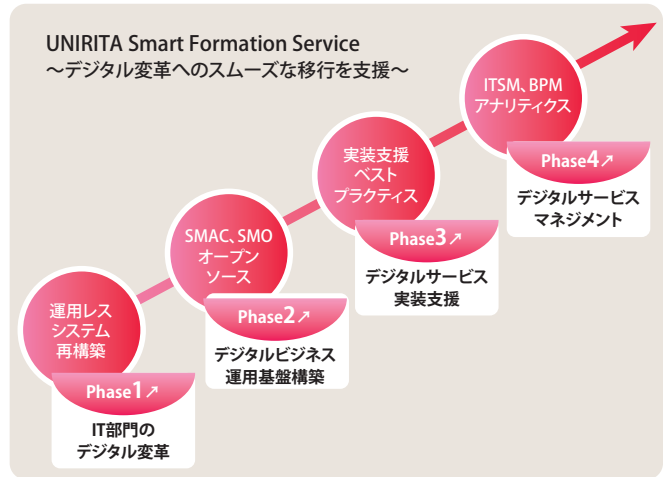 UNIRITA Smart Formation Service
～デジタル変革へのスムーズな移行を支援～
運用レス
システム
再構築
Phase1↗
IT部門の
デジタル変革
SMAC、SMO
オープン
ソース
Phase2↗
デジタルビジネス
運用基盤構築
実装支援
ベスト
プラクティス
Phase3↗
デジタルサービス
実装支援
ITSM、BPM
アナリティクス
Phase4↗
デジタルサービス
マネジメント